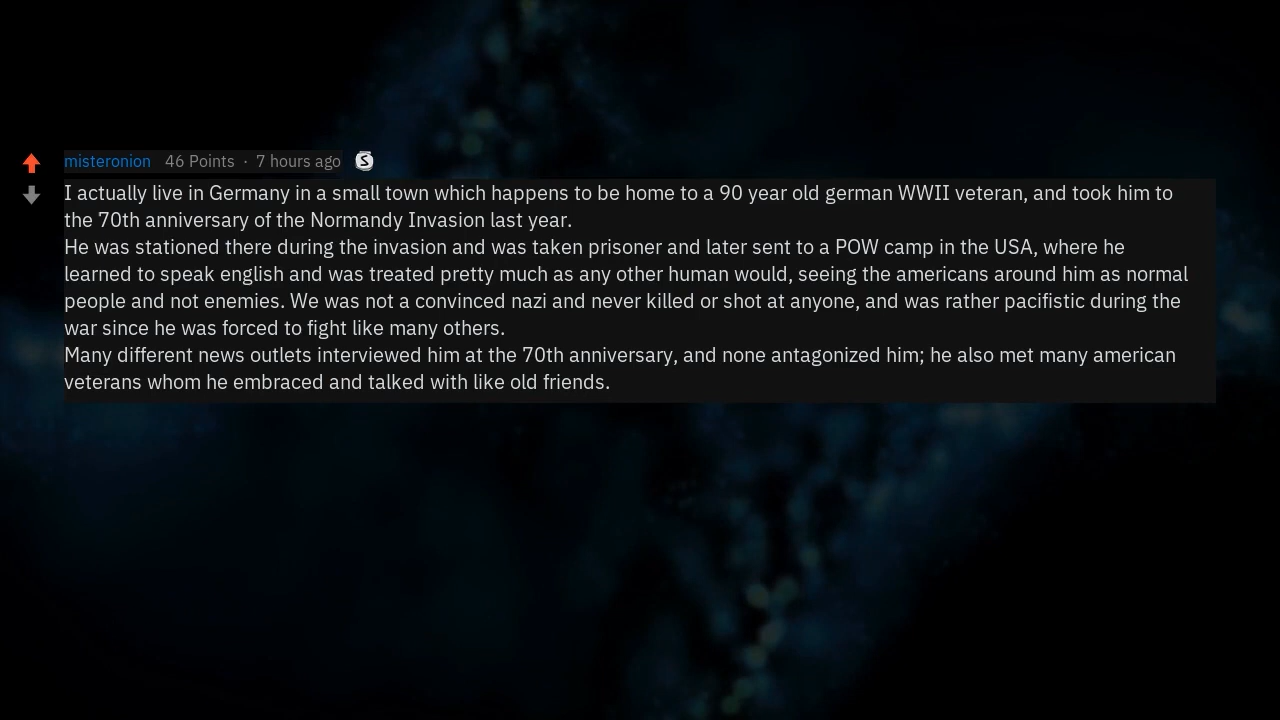 misteronion 46 Points · 7 hours ago S
I actually live in Germany in a small town which happens to be home to a 90 year old german WWII veteran, and took him to
the 70th anniversary of the Normandy Invasion last year.
He was stationed there during the invasion and was taken prisoner and later sent to a POW camp in the USA, where he
learned to speak english and was treated pretty much as any other human would, seeing the americans around him as normal
people and not enemies. We was not a convinced nazi and never killed or shot at anyone, and was rather pacifistic during the
war since he was forced to fight like many others.
Many different news outlets interviewed him at the 70th anniversary, and none antagonized him; he also met many american
veterans whom he embraced and talked with like old friends.